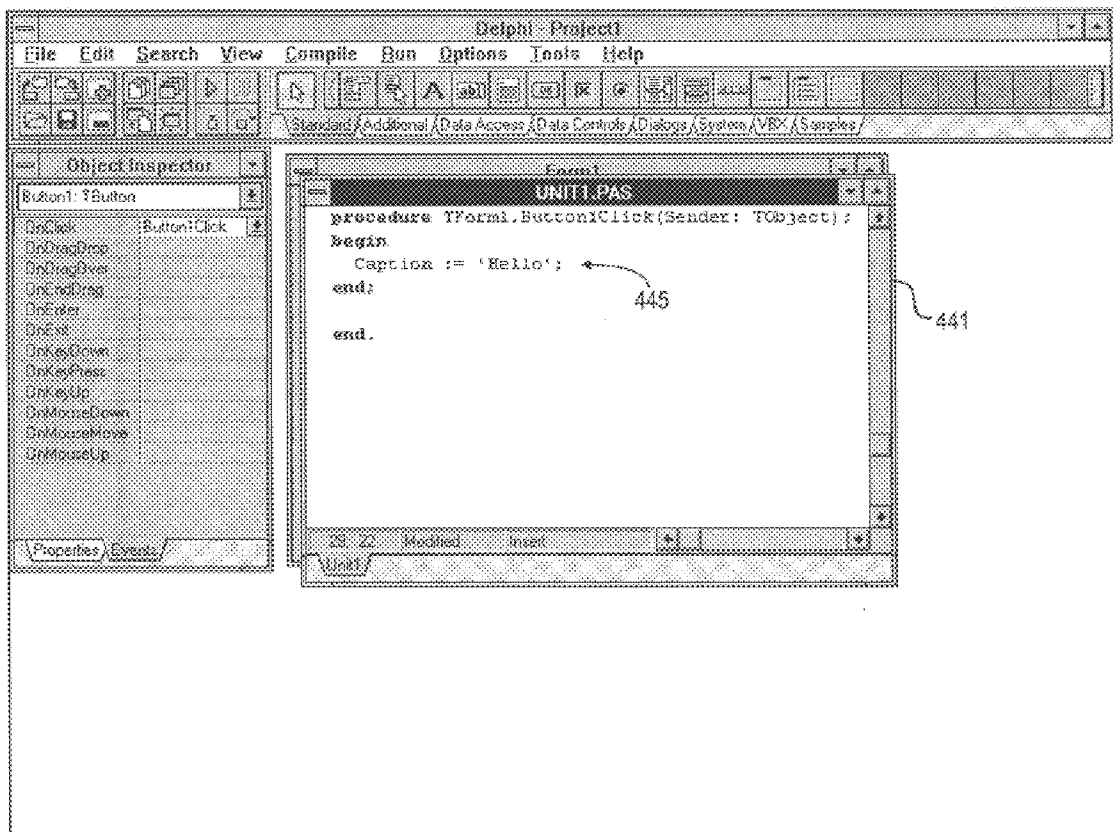 Delphi - Project1
File Edit Search View Compile Run Options Tools Help
Standard Additional Data Access Data Controls Dialogs System VBX Samples
Object Inspector
Button1: TButton
OnClick Button1Click
OnDragDrop
OnDragOver
OnEndDrag
OnEnter
OnExit
OnKeyDown
OnKeyPress
OnKeyUp
OnMouseDown
OnMouseMove
OnMouseUp
Properties Events
Form1
UNIT1.PAS
procedure TForm1.Button1Click(Sender: TObject);
begin
Caption := 'Hello';
end;
end.
445
441
29: 22 Modified Insert
Unit1